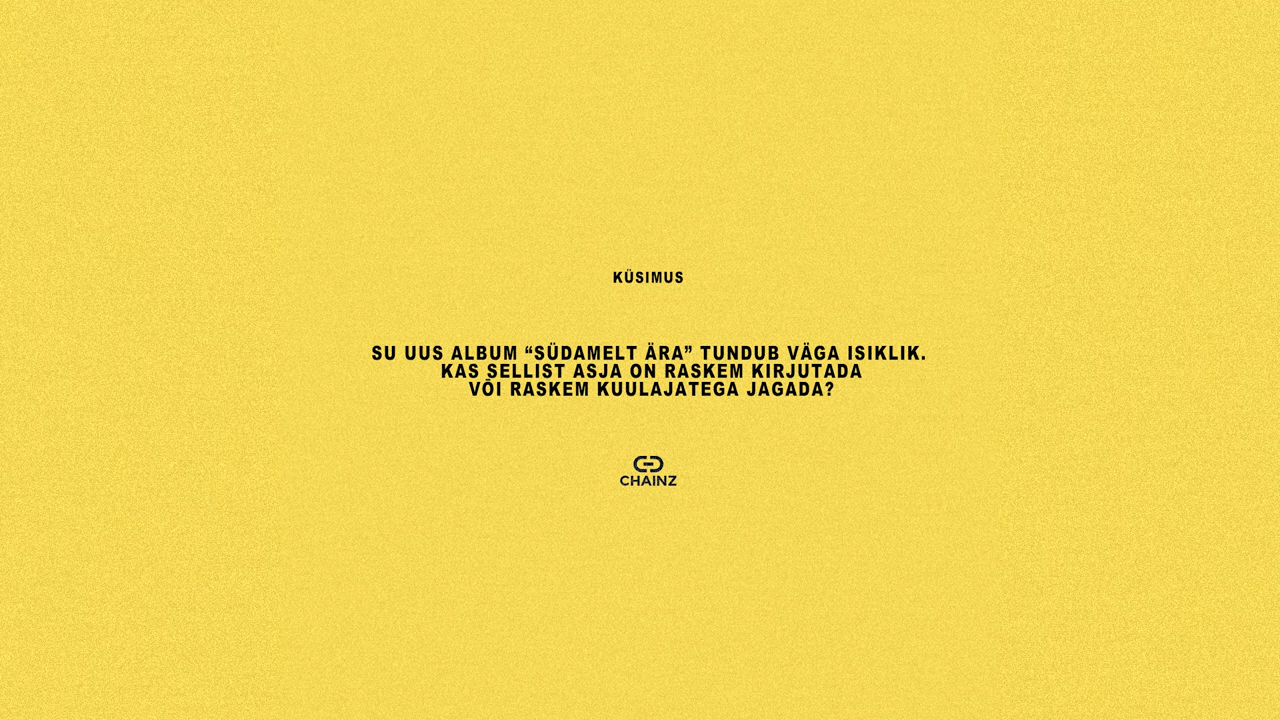 KÜSIMUS
SU UUS ALBUM “SÜDAMELT ÄRA” TUNDUB VÄGA ISIKLIK.
KAS SELLIST ASJA ON RASKEM KIRJUTADA
VÕI RASKEM KUULAJATEGA JAGADA?
CHAINZ